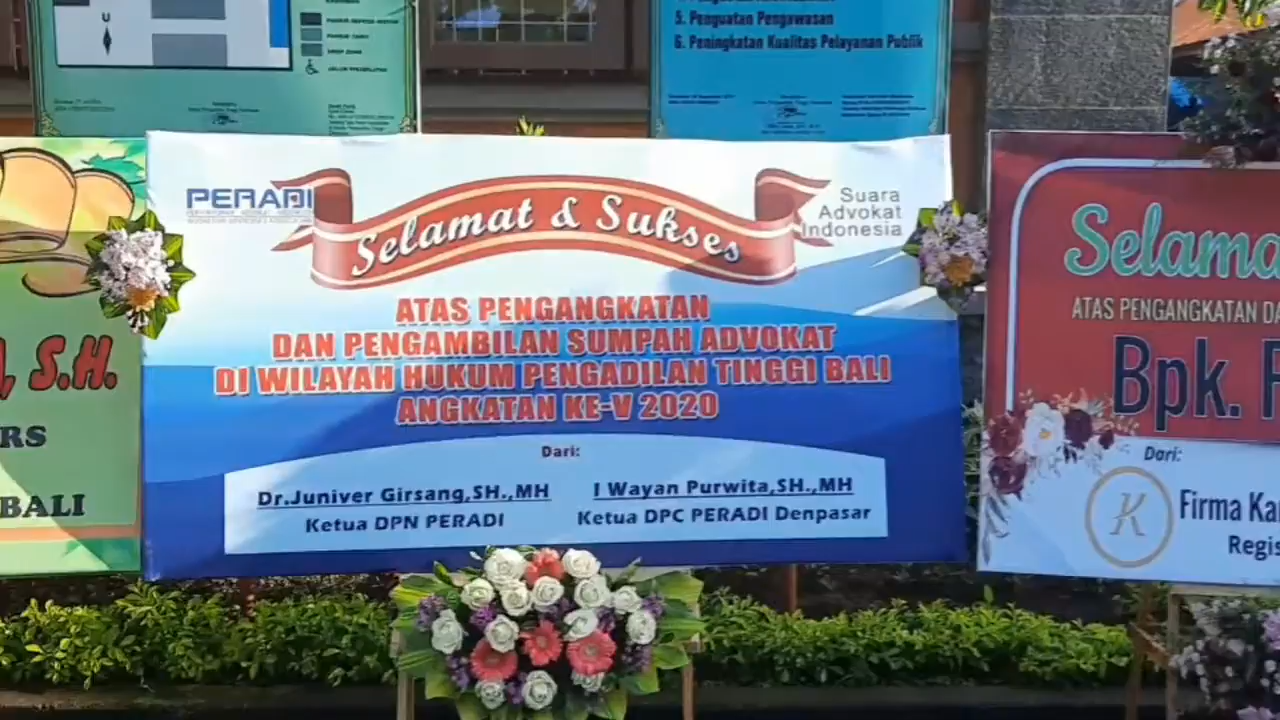 5. Penguatan Pengawasan
6. Peningkatan Kualitas Pelayanan Publik
PERADI
Selamat & Sukses
Suara
Advokat
Indonesia
ATAS PENGANGKATAN
DAN PENGAMBILAN SUMPAH ADVOKAT
DI WILAYAH HUKUM PENGADILAN TINGGI BALI
ANGKATAN KE-V 2020
Dari:
Dr.Juniver Girsang,SH.,MH
Ketua DPN PERADI
I Wayan Purwita,SH.,MH
Ketua DPC PERADI Denpasar
S.H.
RS
BALI
Selama
ATAS PENGANGKATAN DA
Bpk.
Dari:
K
Firma Ka
Regis